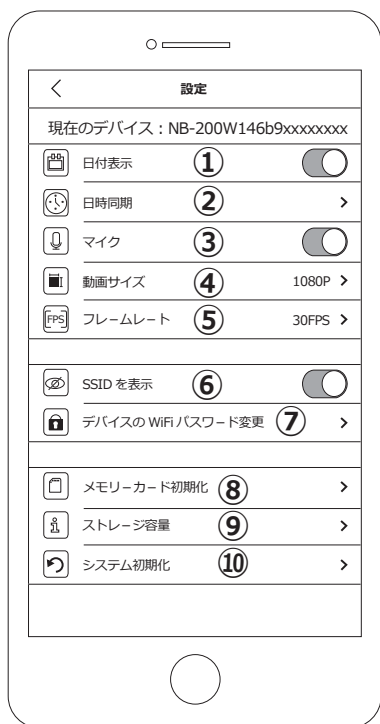 設定
現在のデバイス：NB-200W146b9xxxxxxxx
日付表示 ①
日時同期 ②
マイク ③
動画サイズ ④ 1080P
FPS フレームレート ⑤ 30FPS
SSID を表示 ⑥
デバイスの WiFi パスワード変更 ⑦
メモリーカード初期化 ⑧
ストレージ容量 ⑨
システム初期化 ⑩